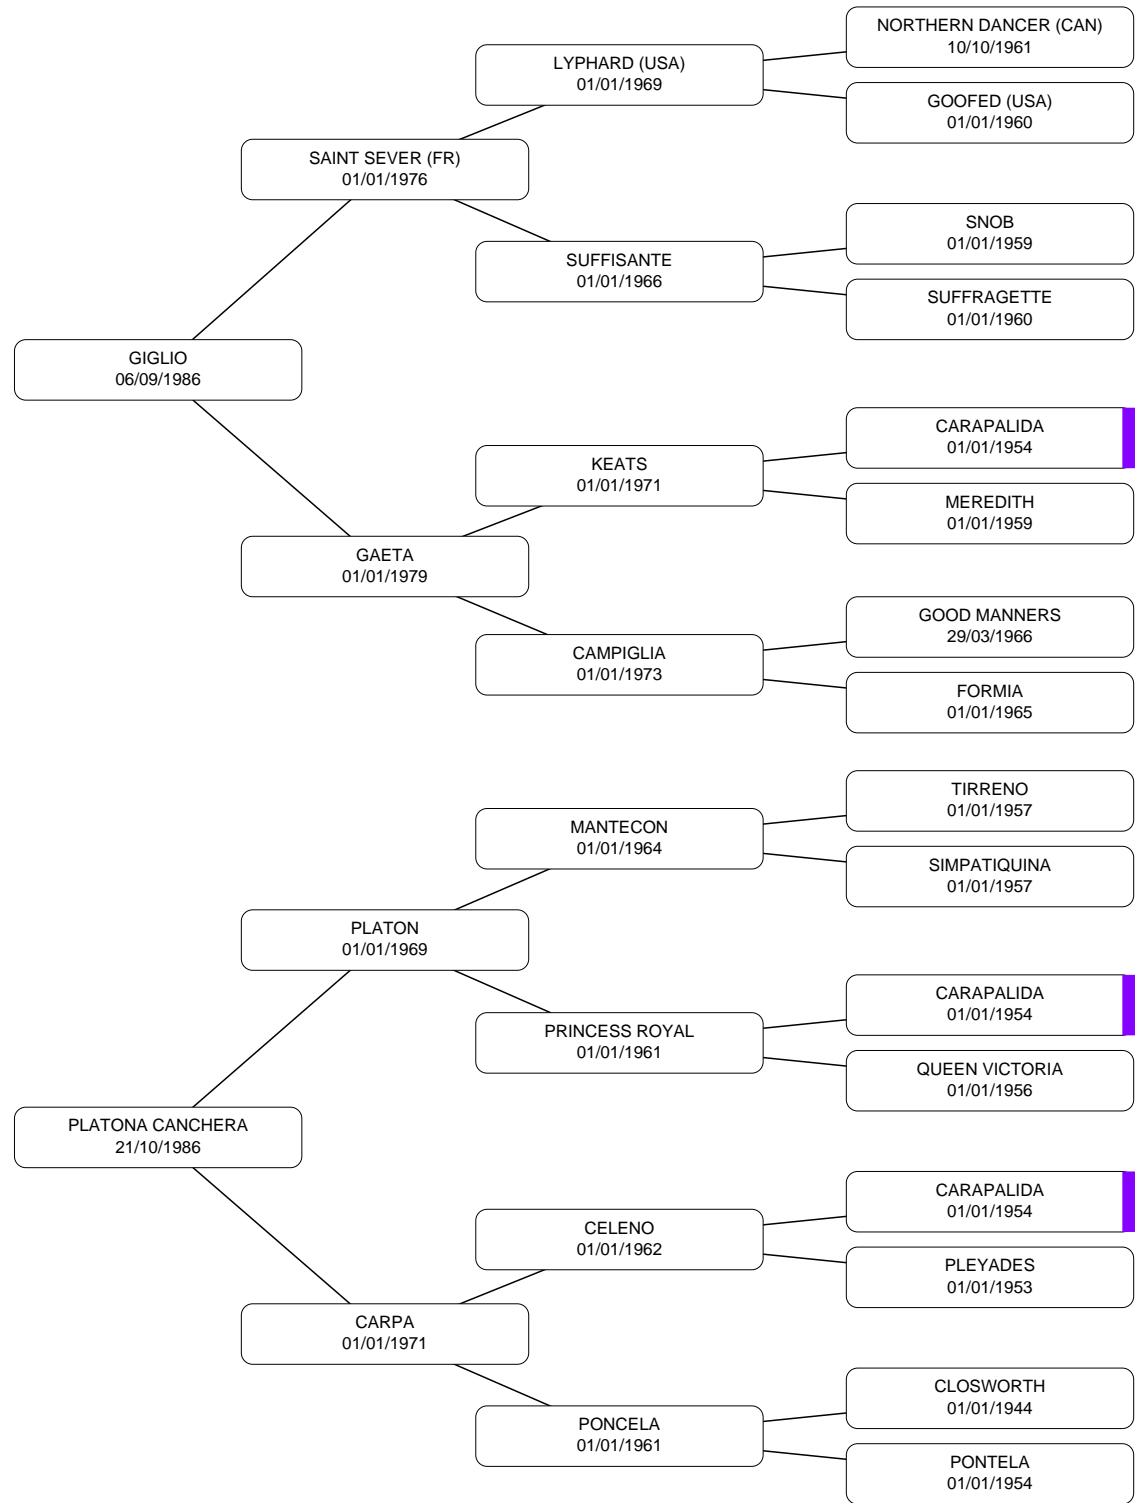 NORTHERN DANCER (CAN)
10/10/1961
LYPHARD (USA)
01/01/1969
GOOFED (USA)
01/01/1960
SAINT SEVER (FR)
01/01/1976
SNOB
01/01/1959
SUFFISANTE
01/01/1966
SUFFRAGETTE
01/01/1960
GIGLIO
06/09/1986
CARAPALIDA
01/01/1954
KEATS
01/01/1971
MEREDITH
01/01/1959
GAETA
01/01/1979
GOOD MANNERS
29/03/1966
CAMPIGLIA
01/01/1973
FORMIA
01/01/1965
TIRRENO
01/01/1957
MANTECON
01/01/1964
SIMPATIQUINA
01/01/1957
PLATON
01/01/1969
CARAPALIDA
01/01/1954
PRINCESS ROYAL
01/01/1961
QUEEN VICTORIA
01/01/1956
PLATONA CANCHERA
21/10/1986
CARAPALIDA
01/01/1954
CELENO
01/01/1962
PLEYADES
01/01/1953
CARPA
01/01/1971
CLOSWORTH
01/01/1944
PONCELA
01/01/1961
PONTELA
01/01/1954